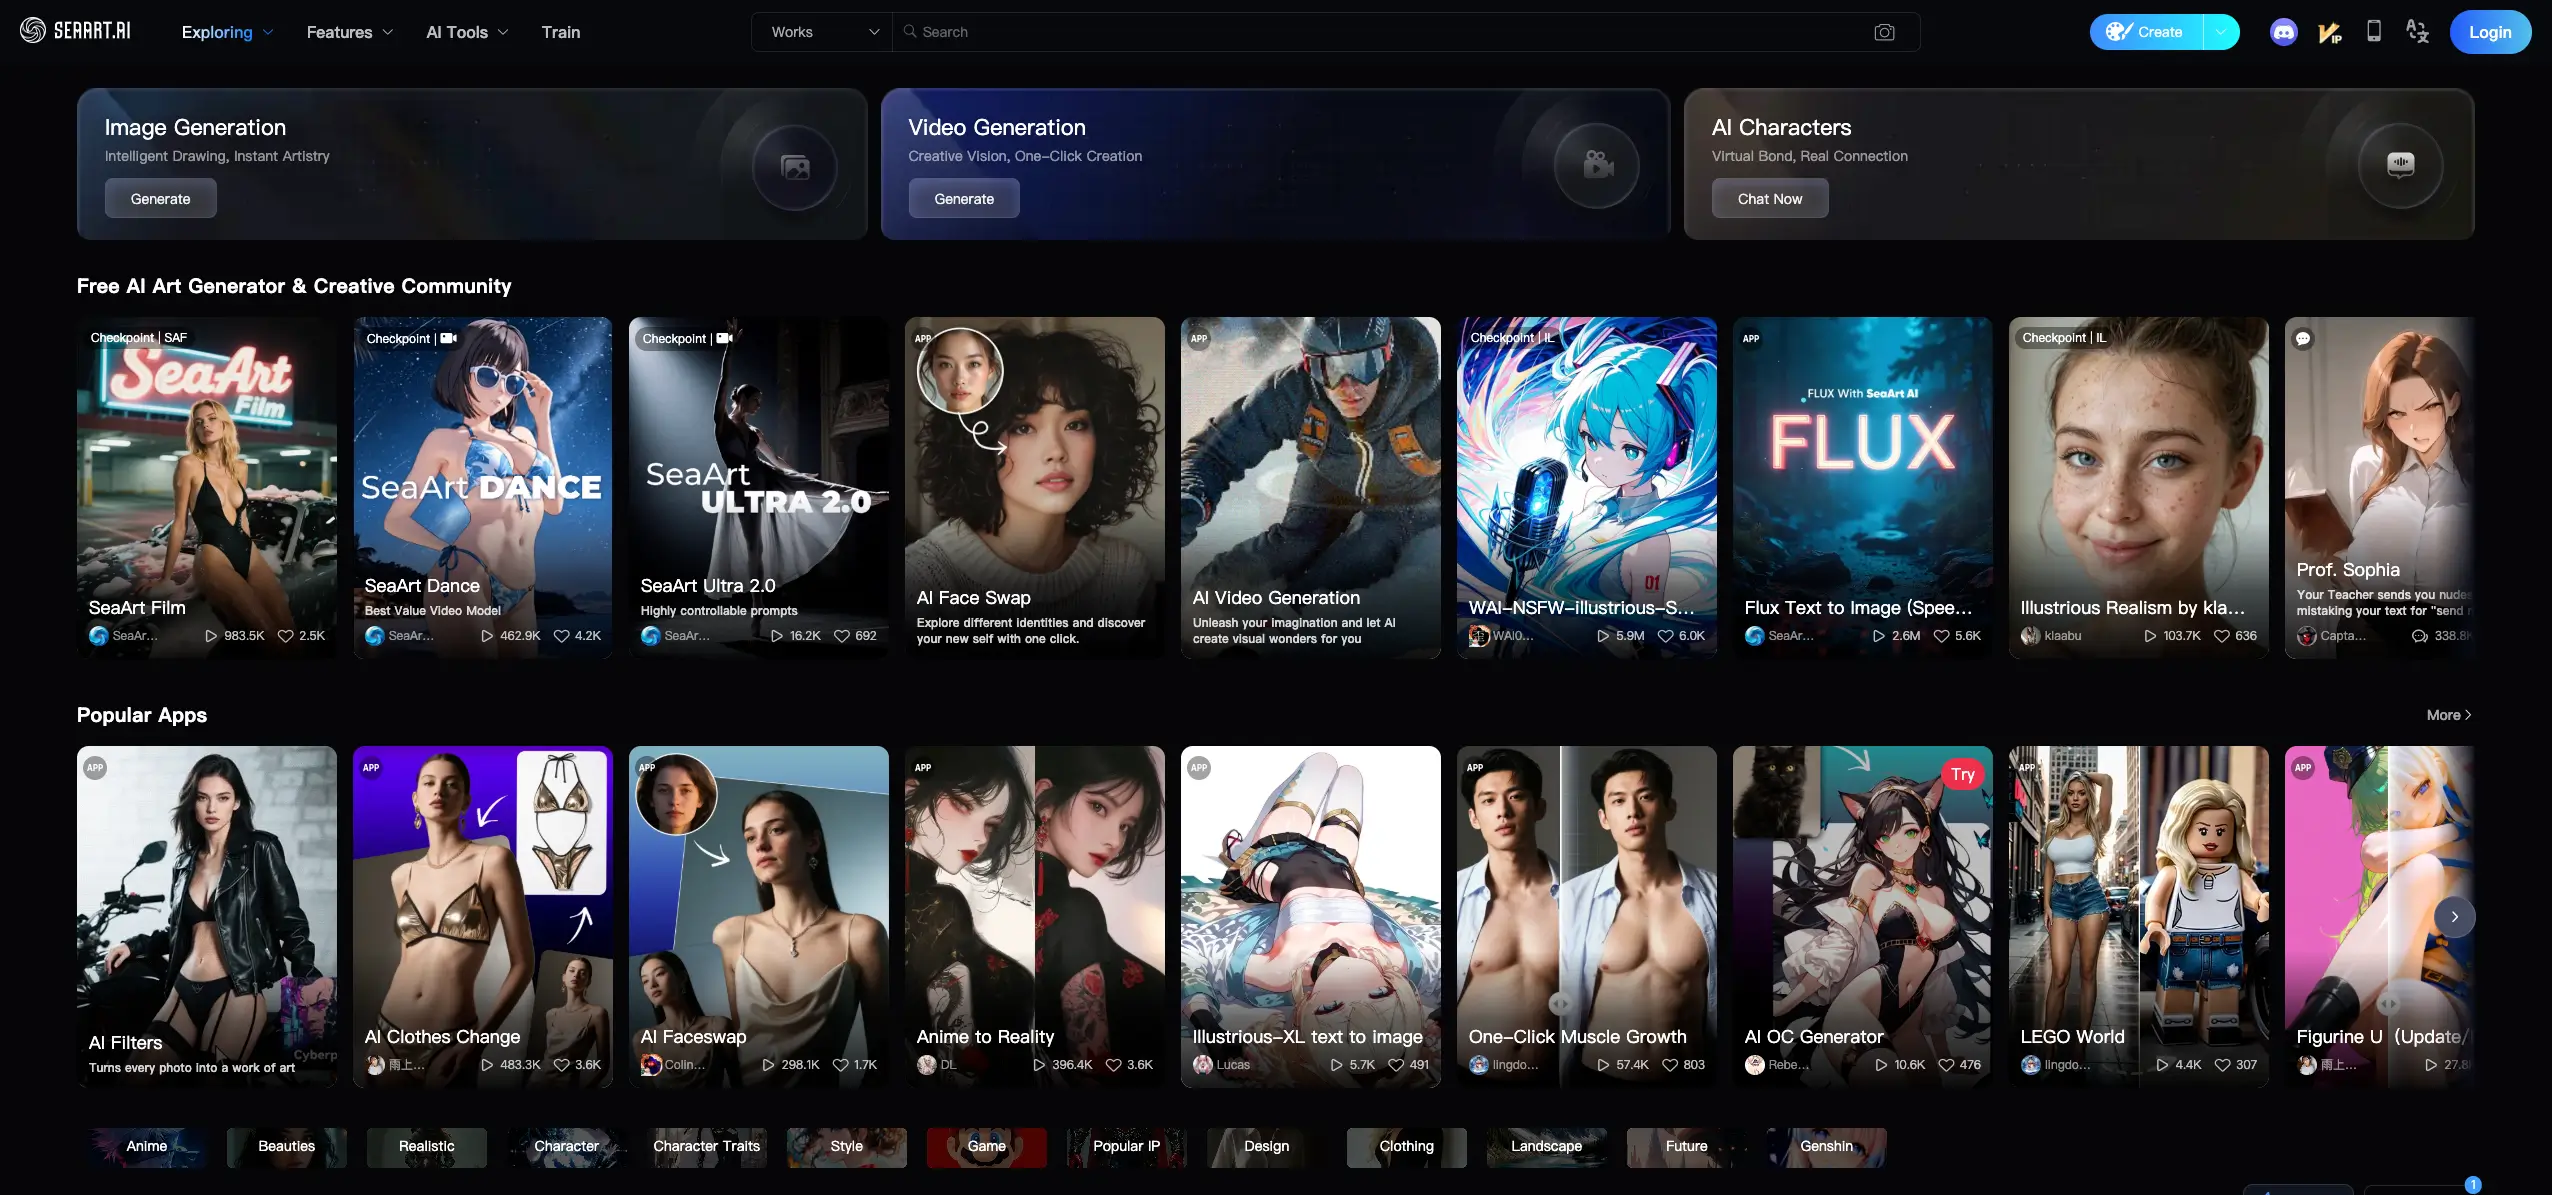 SEAART.AI
Exploring Features AI Tools Train
Works
Search
Create
VIP
Login
Image Generation
Intelligent Drawing, Instant Artistry
Generate
Video Generation
Creative Vision, One-Click Creation
Generate
AI Characters
Virtual Bond, Real Connection
Chat Now
Free AI Art Generator & Creative Community
Checkpoint | SAF
SeaArt
Film
SeaArt Film
SeaAr...
983.5K
2.5K
Checkpoint |
SeaArt DANCE
SeaArt Dance
Best Value Video Model
SeaAr...
462.9K
4.2K
Checkpoint |
SeaArt
ULTRA 2.0
SeaArt Ultra 2.0
Highly controllable prompts
SeaAr...
16.2K
692
APP
AI Face Swap
Explore different identities and discover
your new self with one click.
APP
AI Video Generation
Unleash your imagination and let AI
create visual wonders for you
Checkpoint | IL
01
WAI-NSFW-illustrious-S...
WAI0...
5.9M
6.0K
APP
FLUX With SeaArt AI
FLUX
Flux Text to Image (Spee...
SeaAr...
2.6M
5.6K
Checkpoint | IL
Illustrious Realism by kla...
klaabu
103.7K
636
Prof. Sophia
Your Teacher sends you nudes
mistaking your text for "send n
Capta...
338.8K
Popular Apps
More
APP
Cyberp
AI Filters
Turns every photo into a work of art
APP
AI Clothes Change
雨上...
483.3K
3.6K
APP
AI Faceswap
Colin...
298.1K
1.7K
APP
Anime to Reality
DL
396.4K
3.6K
APP
Illustrious-XL text to image
Lucas
5.7K
491
APP
One-Click Muscle Growth
lingdo...
57.4K
803
Try
AI OC Generator
Rebe...
10.6K
476
APP
LEGO World
lingdo...
4.4K
307
APP
Figurine U（Update/
雨上...
27.8
Anime Beauties Realistic Character Character Traits Style Game Popular IP Design Clothing Landscape Future Genshin
1